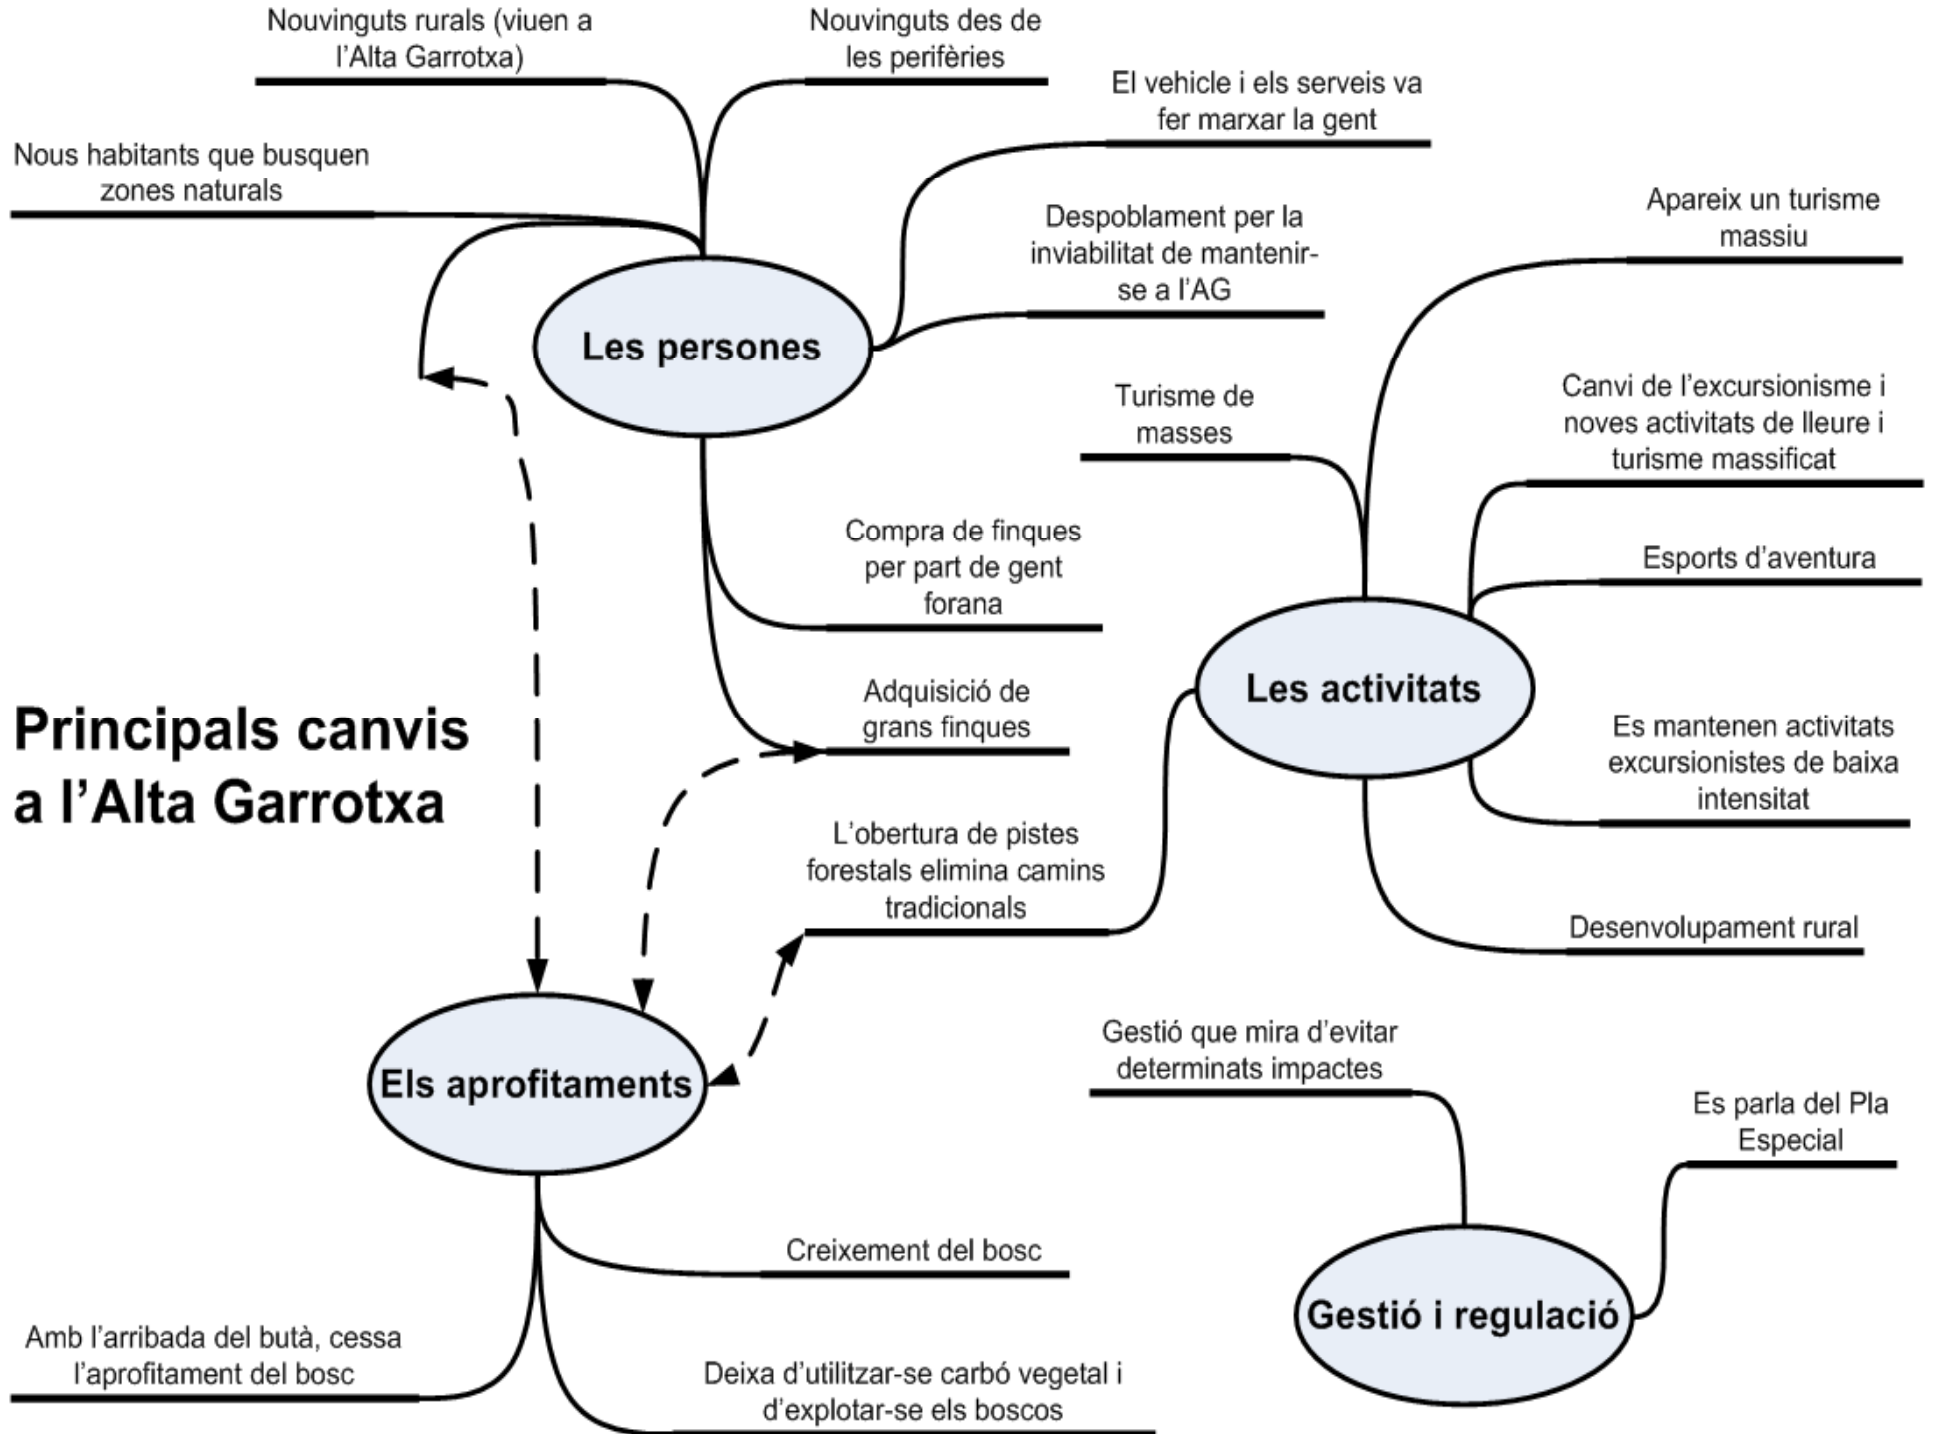 Nouvinguts rurals (viuen a
l'Alta Garrotxa)
Nouvinguts des de
les perifèries
El vehicle i els serveis va
fer marxar la gent
Nous habitants que busquen
zones naturals
Despoblament per la
inviabilitat de mantenir-
se a l'AG
Apareix un turisme
massiu
Les persones
Turisme de
masses
Canvi de l'excursionisme i
noves activitats de lleure i
turisme massificat
Compra de finques
per part de gent
forana
Esports d'aventura
Adquisició de
grans finques
Les activitats
Principals canvis
a l'Alta Garrotxa
Es mantenen activitats
excursionistes de baixa
intensitat
L'obertura de pistes
forestals elimina camins
tradicionals
Desenvolupament rural
Els aprofitaments
Gestió que mira d'evitar
determinats impactes
Es parla del Pla
Especial
Creixement del bosc
Gestió i regulació
Amb l'arribada del butà, cessa
l'aprofitament del bosc
Deixa d'utilitzar-se carbó vegetal i
d'explotar-se els boscos